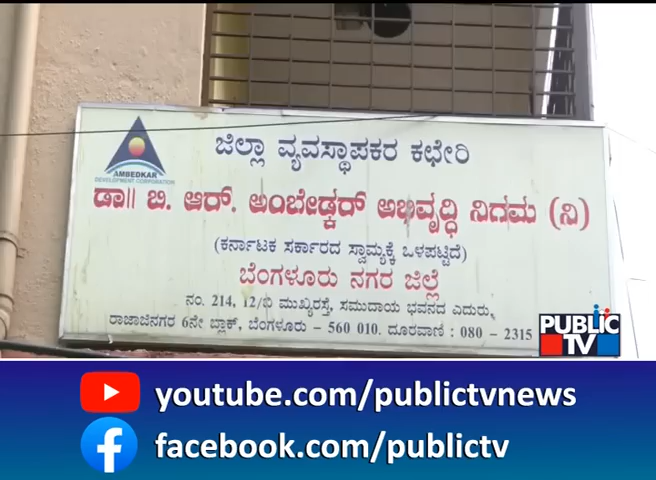 PUBLiC TV
AMBEDKAR
DEVELOPMENT CORPORATION
ಜಿಲ್ಲಾ ವ್ಯವಸ್ಥಾಪಕರ ಕಛೇರಿ
ಡಾ|| ಬಿ. ಆರ್. ಅಂಬೇಡ್ಕರ್ ಅಭಿವೃದ್ಧಿ ನಿಗಮ (ನಿ)
(ಕರ್ನಾಟಕ ಸರ್ಕಾರದ ಸ್ವಾಮ್ಯಕ್ಕೆ ಒಳಪಟ್ಟಿದೆ)
ಬೆಂಗಳೂರು ನಗರ ಜಿಲ್ಲೆ
ನಂ. 214, 12/ಬಿ ಮುಖ್ಯರಸ್ತೆ, ಸಮುದಾಯ ಭವನದ ಎದುರು,
ರಾಜಾಜಿನಗರ 6ನೇ ಬ್ಲಾಕ್, ಬೆಂಗಳೂರು - 560 010. ದೂರವಾಣಿ : 080 - 2315
PUBLiC
TV
youtube.com/publictvnews
facebook.com/publictv